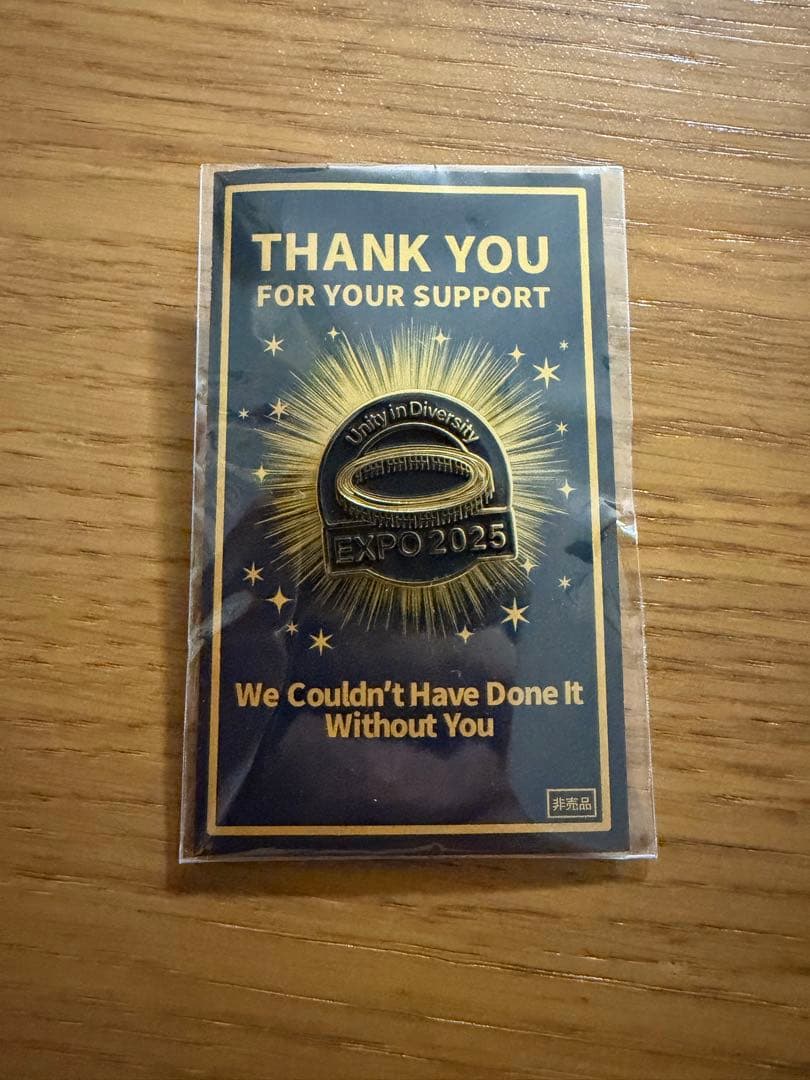 THANK YOU
FOR YOUR SUPPORT
Unity in Diversity
EXPO 2025
We Couldn't Have Done It
Without You
非売品